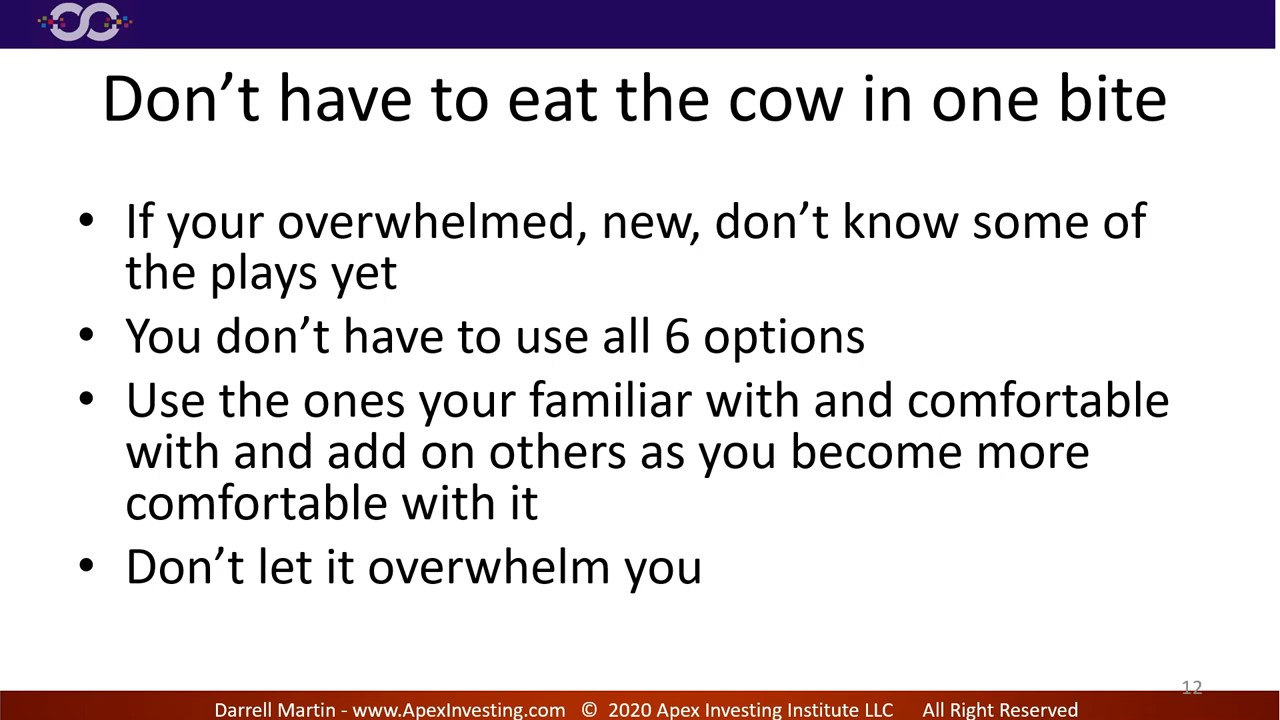 Don’t have to eat the cow in one bite
• If your overwhelmed, new, don’t know some of
the plays yet
• You don’t have to use all 6 options
• Use the ones your familiar with and comfortable
with and add on others as you become more
comfortable with it
• Don’t let it overwhelm you
12
Darrell Martin - www.ApexInvesting.com © 2020 Apex Investing Institute LLC All Right Reserved